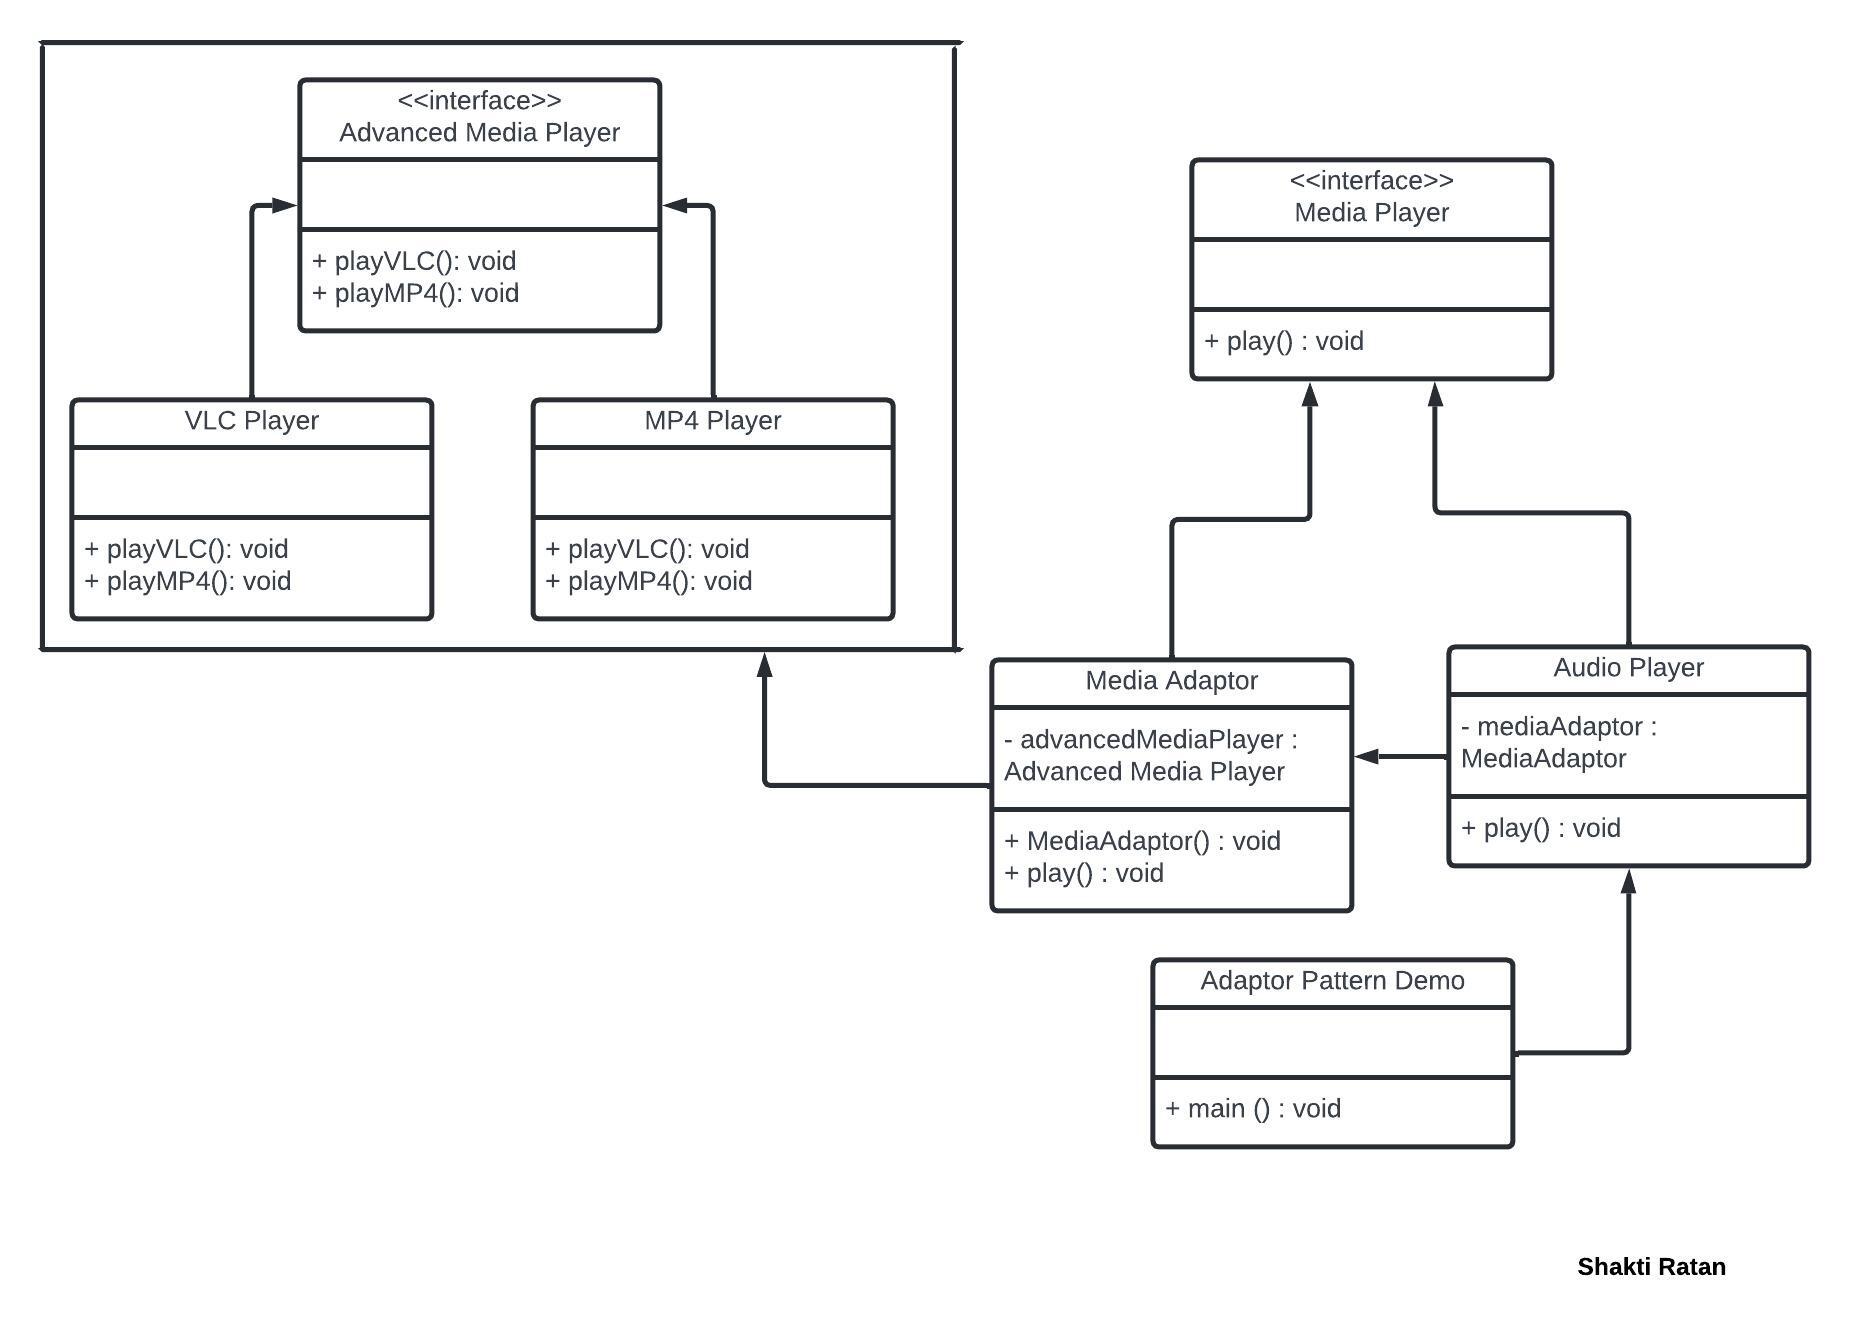 <<interface>>
Advanced Media Player
+ playVLC(): void
+ playMP4(): void
VLC Player
+ playVLC(): void
+ playMP4(): void
MP4 Player
+ playVLC(): void
+ playMP4(): void
<<interface>>
Media Player
+ play() : void
Media Adaptor
- advancedMediaPlayer :
Advanced Media Player
+ MediaAdaptor() : void
+ play() : void
Audio Player
- mediaAdaptor :
MediaAdaptor
+ play() : void
Adaptor Pattern Demo
+ main () : void
Shakti Ratan